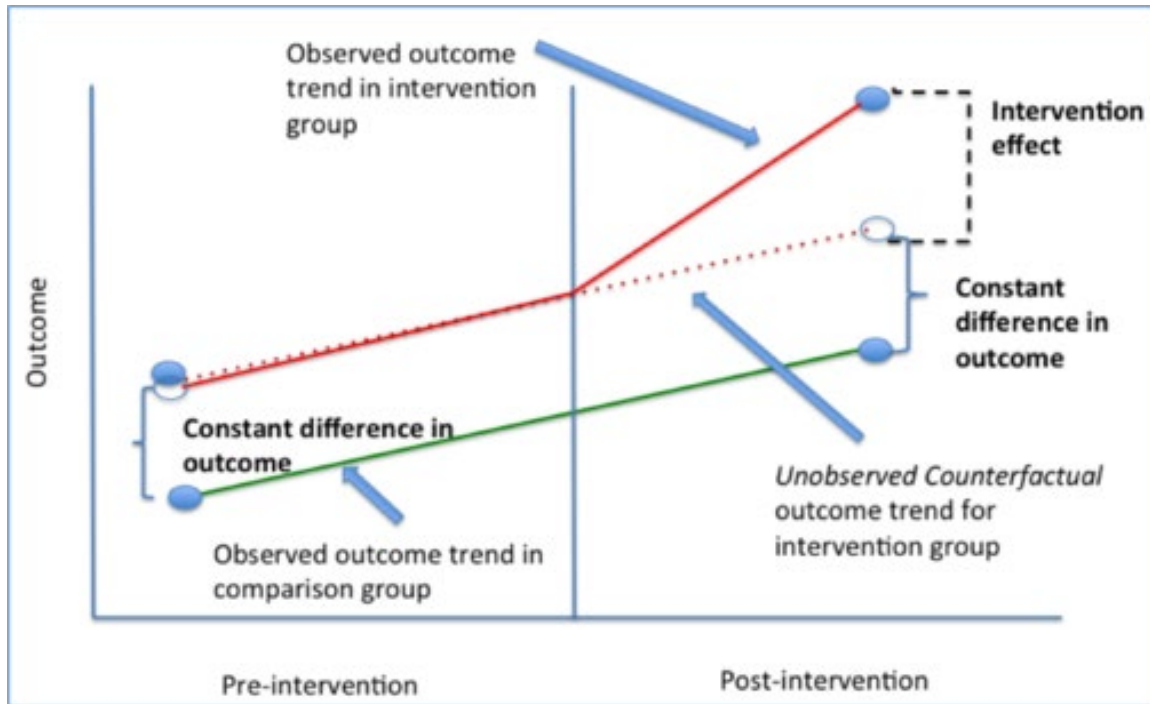 Observed outcome
trend in intervention
group
Intervention
effect
Outcome
Constant
difference in
outcome
Constant difference in
outcome
Unobserved Counterfactual
outcome trend for
intervention group
Observed outcome trend in
comparison group
Pre-intervention
Post-intervention